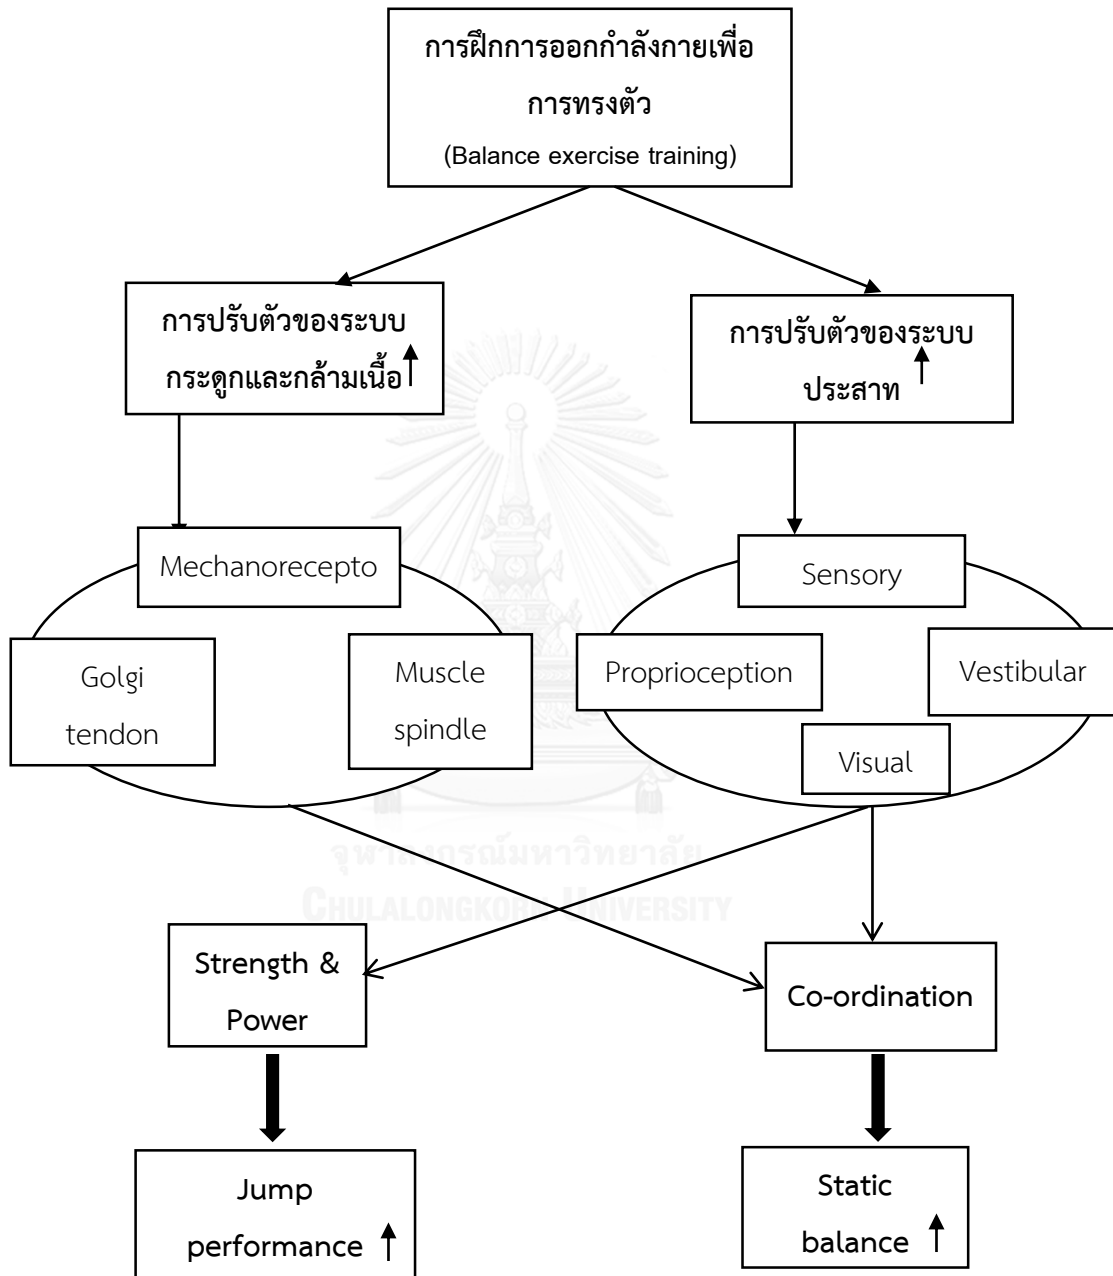 การฝึกการออกกำลังกายเพื่อ
การทรงตัว
(Balance exercise training)
การปรับตัวของระบบ
กระดูกและกล้ามเนื้อ
การปรับตัวของระบบ
ประสาท
Mechanorecepto
Sensory
Golgi
tendon
Muscle
spindle
Proprioception
Vestibular
Visual
จุฬาลงกรณ์มหาวิทยาลัย
CHULALONGKORN UNIVERSITY
Strength &
Power
Co-ordination
Jump
performance
Static
balance